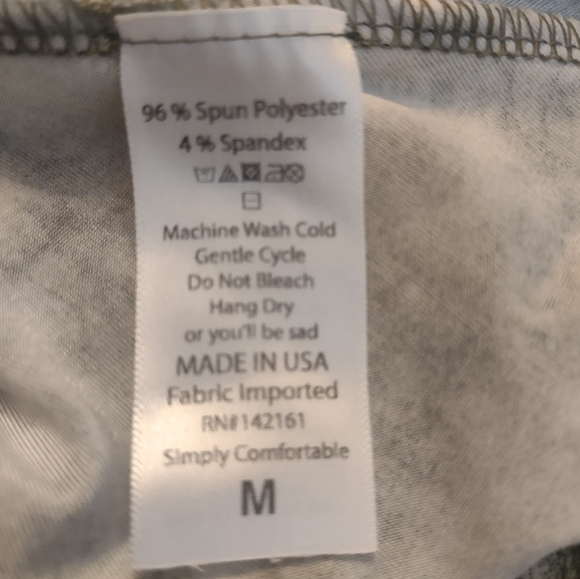 96 % Spun Polyester
4 % Spandex
Machine Wash Cold
Gentle Cycle
Do Not Bleach
Hang Dry
or you'll be sad
MADE IN USA
Fabric Imported
RN#142161
Simply Comfortable
M